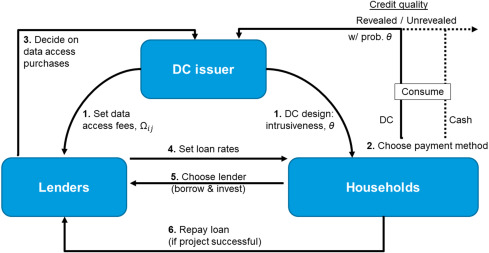 Credit quality
Revealed / Unrevealed
3. Decide on
data access
purchases
w/ prob. θ
DC issuer
Consume
1. Set data
access fees, Ωij
1. DC design:
intrusiveness, θ
DC
Cash
2. Choose payment method
4. Set loan rates
Lenders
5. Choose lender
(borrow & invest)
Households
6. Repay loan
(if project successful)